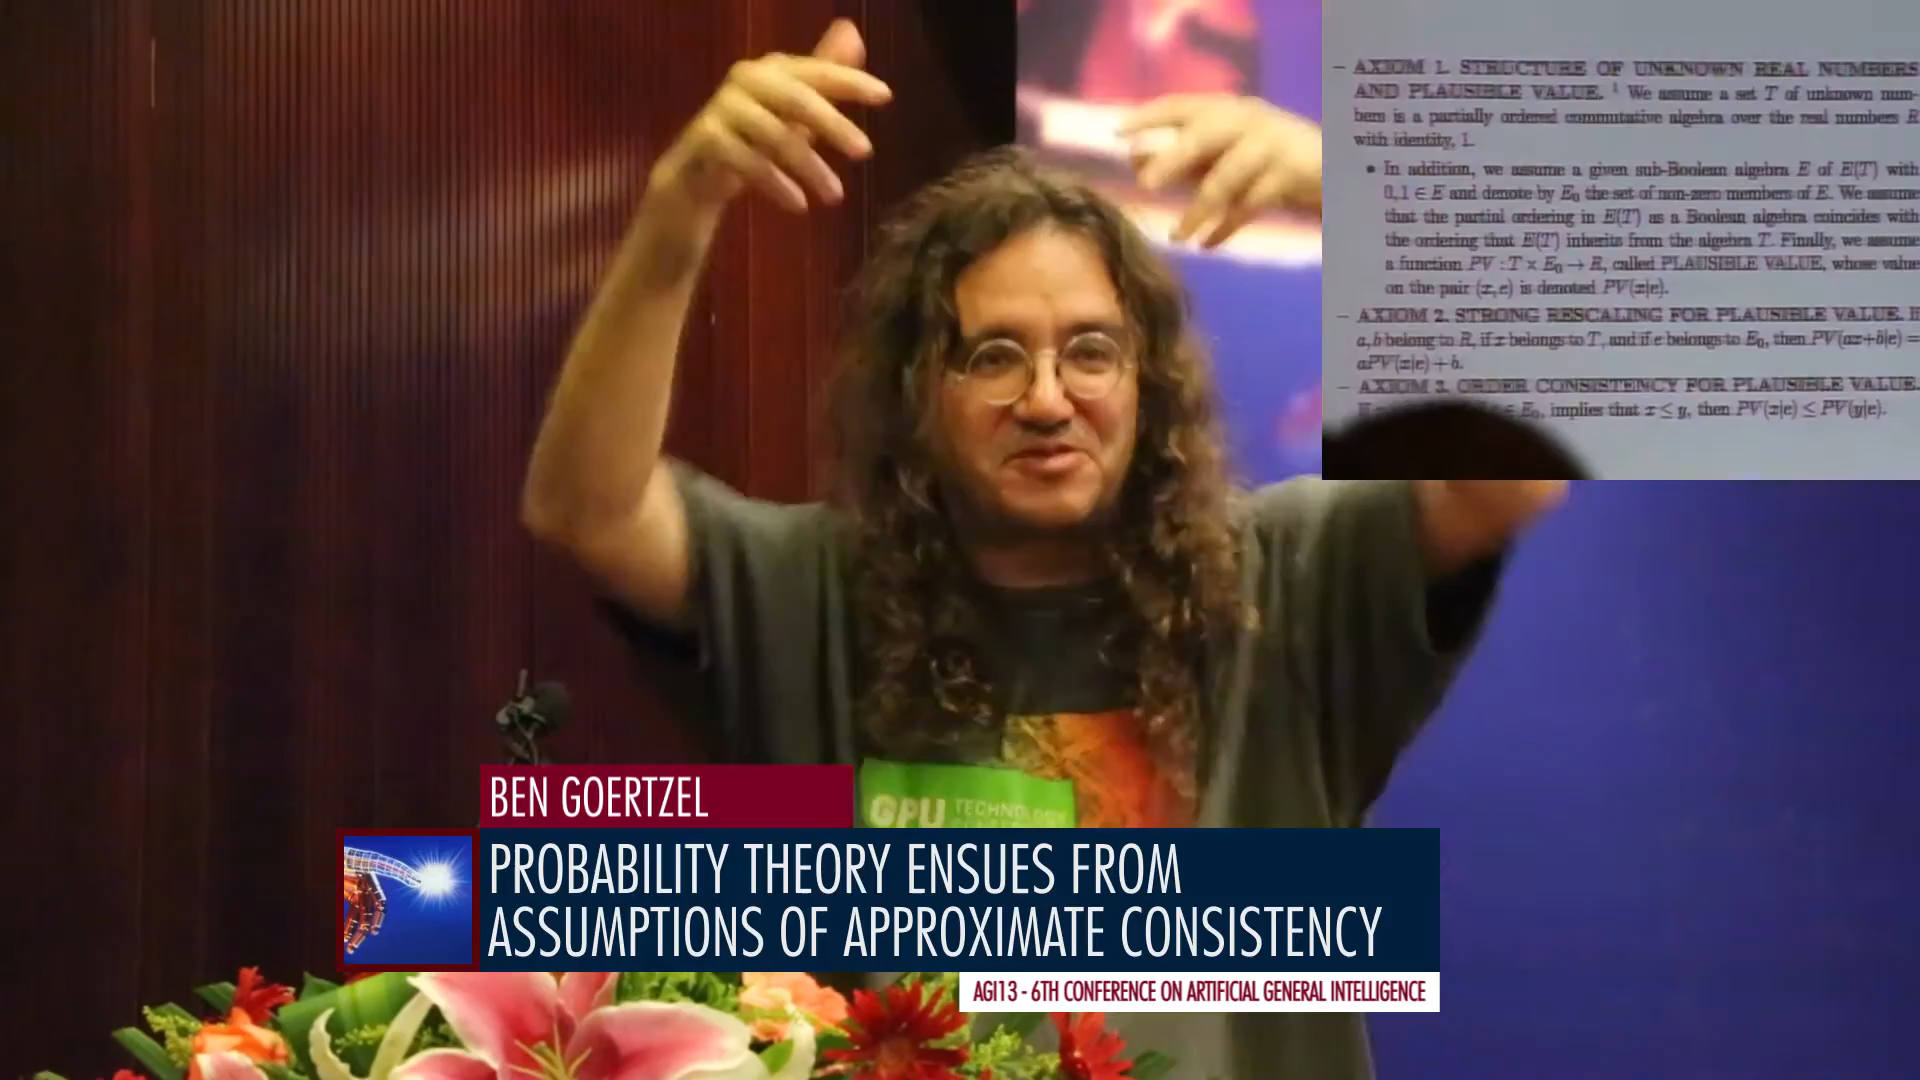 – AXIOM 1. STRUCTURE OF UNKNOWN REAL NUMBERS
AND PLAUSIBLE VALUE. ¹ We assume a set T of unknown num-
bers is a partially ordered commutative algebra over the real numbers R
with identity, 1.
• In addition, we assume a given sub-Boolean algebra E of E(T) with
0,1 ∈ E and denote by E₀ the set of non-zero members of E. We assume
that the partial ordering in E(T) as a Boolean algebra coincides with
the ordering that E(T) inherits from the algebra T. Finally, we assume
a function PV : T × E₀ → R, called PLAUSIBLE VALUE, whose value
on the pair (x, e) is denoted PV(x|e).
– AXIOM 2. STRONG RESCALING FOR PLAUSIBLE VALUE. If
a, b belong to R, if x belongs to T, and if e belongs to E₀, then PV(ax+b|e) =
aPV(x|e) + b.
– AXIOM 3. ORDER CONSISTENCY FOR PLAUSIBLE VALUE.
∈ E₀, implies that x ≤ y, then PV(x|e) ≤ PV(y|e).
GPU TECHNOLOGY
BEN GOERTZEL
PROBABILITY THEORY ENSUES FROM
ASSUMPTIONS OF APPROXIMATE CONSISTENCY
AGI13 - 6TH CONFERENCE ON ARTIFICIAL GENERAL INTELLIGENCE